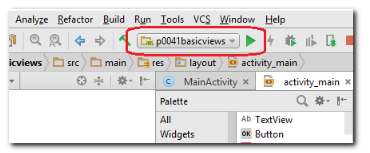 Analyze Refactor Build Run Tools VCS Window Help
p0041basicviews
icviews src main res layout activity_main
MainActivity activity_main
Palette
All Ab TextView
Widgets OK Button